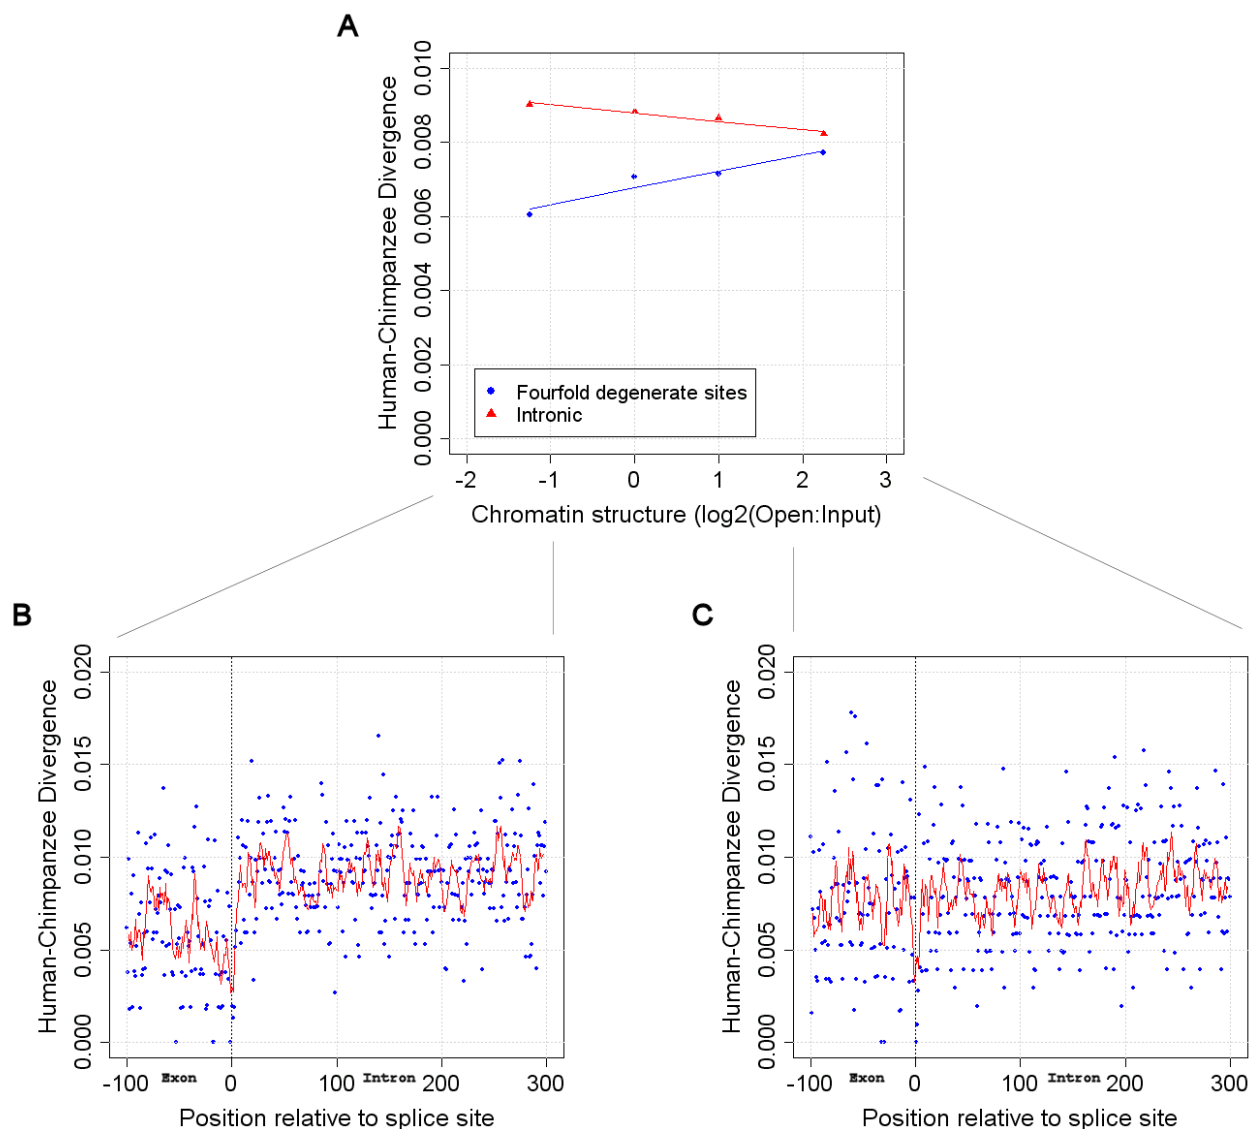 A
Human-Chimpanzee Divergence
0.010
0.008
0.006
0.004
0.002
0.000
Fourfold degenerate sites
Intronic
-2 -1 0 1 2 3
Chromatin structure (log2(Open:Input)
B
Human-Chimpanzee Divergence
0.020
0.015
0.010
0.005
0.000
-100 Exon 0 100 Intron 200 300
Position relative to splice site
C
Human-Chimpanzee Divergence
0.020
0.015
0.010
0.005
0.000
-100 Exon 0 100 Intron 200 300
Position relative to splice site